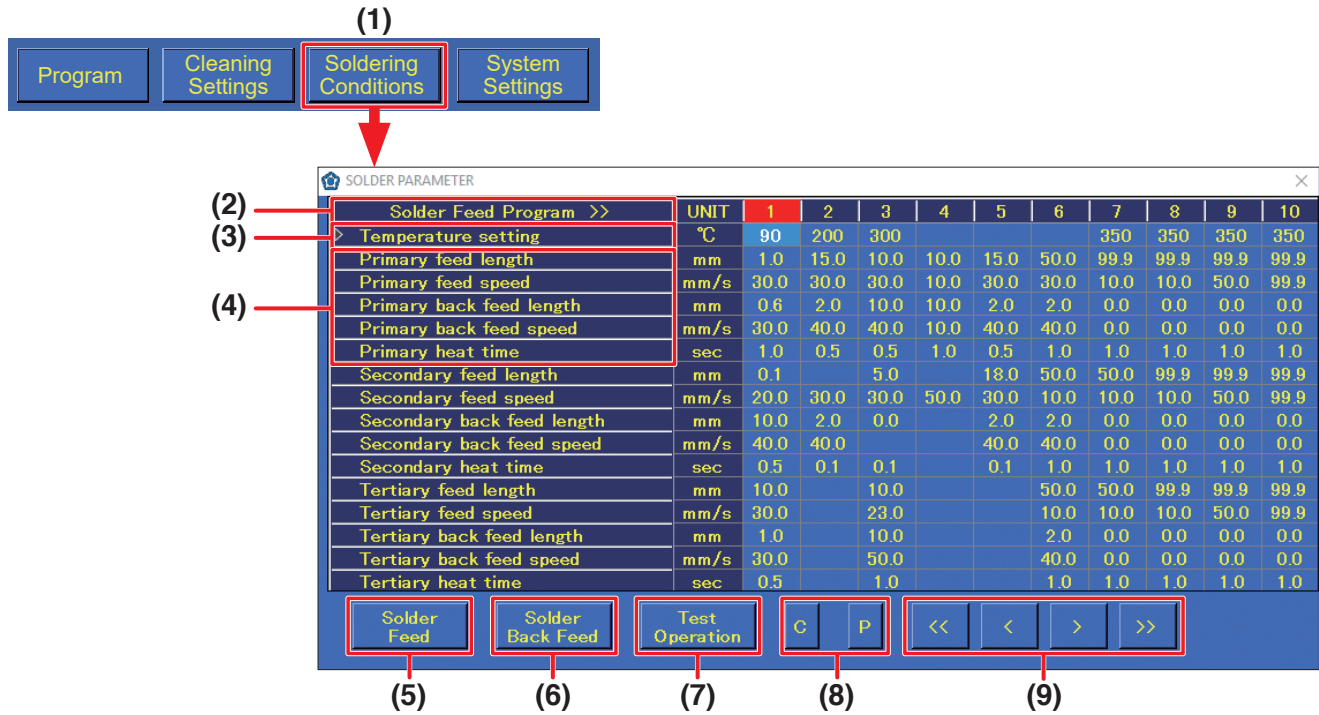 (1)
Program Cleaning Settings Soldering Conditions System Settings
SOLDER PARAMETER
(2) Solder Feed Program >> UNIT 1 2 3 4 5 6 7 8 9 10
(3) > Temperature setting ℃ 90 200 300 350 350 350 350
Primary feed length mm 1.0 15.0 10.0 10.0 15.0 50.0 99.9 99.9 99.9 99.9
Primary feed speed mm/s 30.0 30.0 30.0 10.0 30.0 30.0 10.0 10.0 50.0 99.9
(4) Primary back feed length mm 0.6 2.0 10.0 10.0 2.0 2.0 0.0 0.0 0.0 0.0
Primary back feed speed mm/s 30.0 40.0 40.0 10.0 40.0 40.0 0.0 0.0 0.0 0.0
Primary heat time sec 1.0 0.5 0.5 1.0 0.5 1.0 1.0 1.0 1.0 1.0
Secondary feed length mm 0.1 5.0 18.0 50.0 50.0 99.9 99.9 99.9
Secondary feed speed mm/s 20.0 30.0 30.0 50.0 30.0 10.0 10.0 10.0 50.0 99.9
Secondary back feed length mm 10.0 2.0 0.0 2.0 2.0 0.0 0.0 0.0 0.0
Secondary back feed speed mm/s 40.0 40.0 40.0 40.0 0.0 0.0 0.0 0.0
Secondary heat time sec 0.5 0.1 0.1 0.1 1.0 1.0 1.0 1.0 1.0
Tertiary feed length mm 10.0 10.0 50.0 50.0 99.9 99.9 99.9
Tertiary feed speed mm/s 30.0 23.0 10.0 10.0 10.0 50.0 99.9
Tertiary back feed length mm 1.0 10.0 2.0 0.0 0.0 0.0 0.0
Tertiary back feed speed mm/s 30.0 50.0 40.0 0.0 0.0 0.0 0.0
Tertiary heat time sec 0.5 1.0 1.0 1.0 1.0 1.0 1.0
Solder Feed Solder Back Feed Test Operation C P << < > >>
(5) (6) (7) (8) (9)